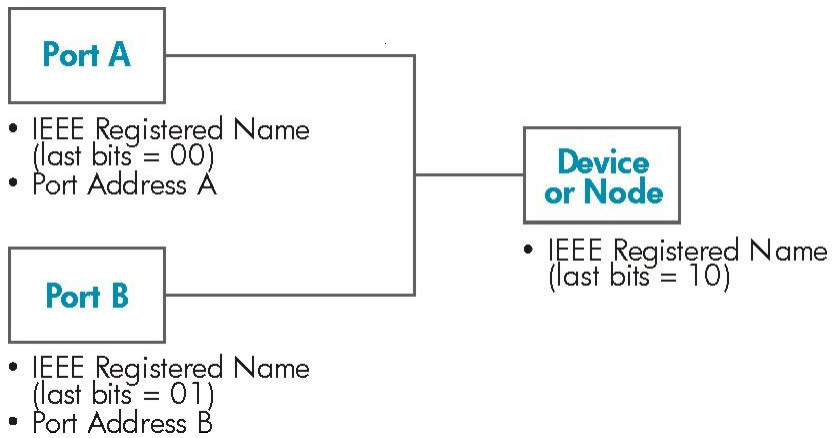 Port A
• IEEE Registered Name
(last bits = 00)
• Port Address A
Device
or Node
• IEEE Registered Name
(last bits = 10)
Port B
• IEEE Registered Name
(last bits = 01)
• Port Address B